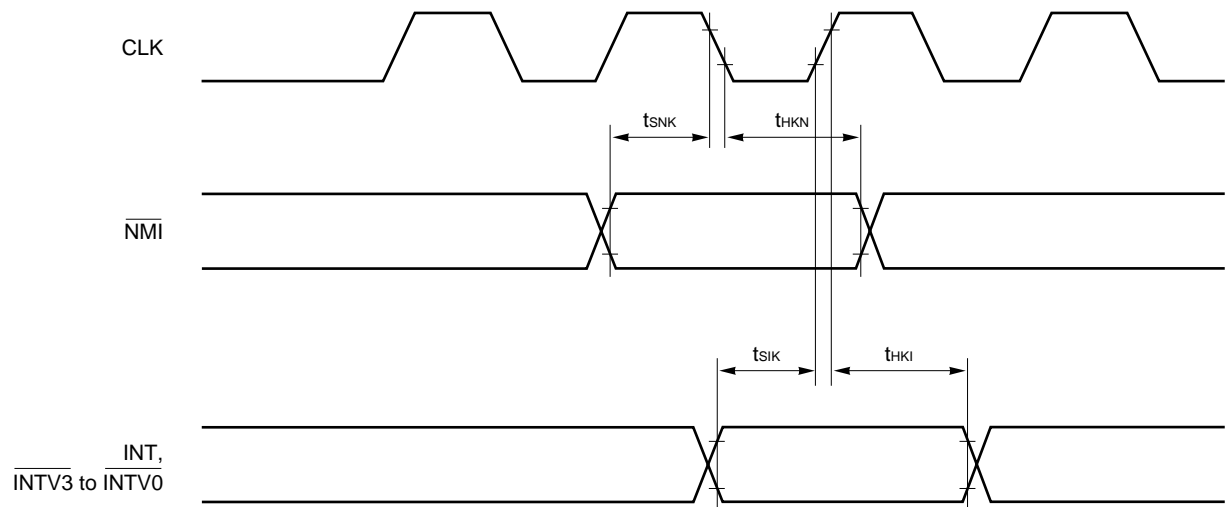 CLK
tSNK
tHKN
NMI
tSIK
tHKI
INT,
INTV3 to INTV0